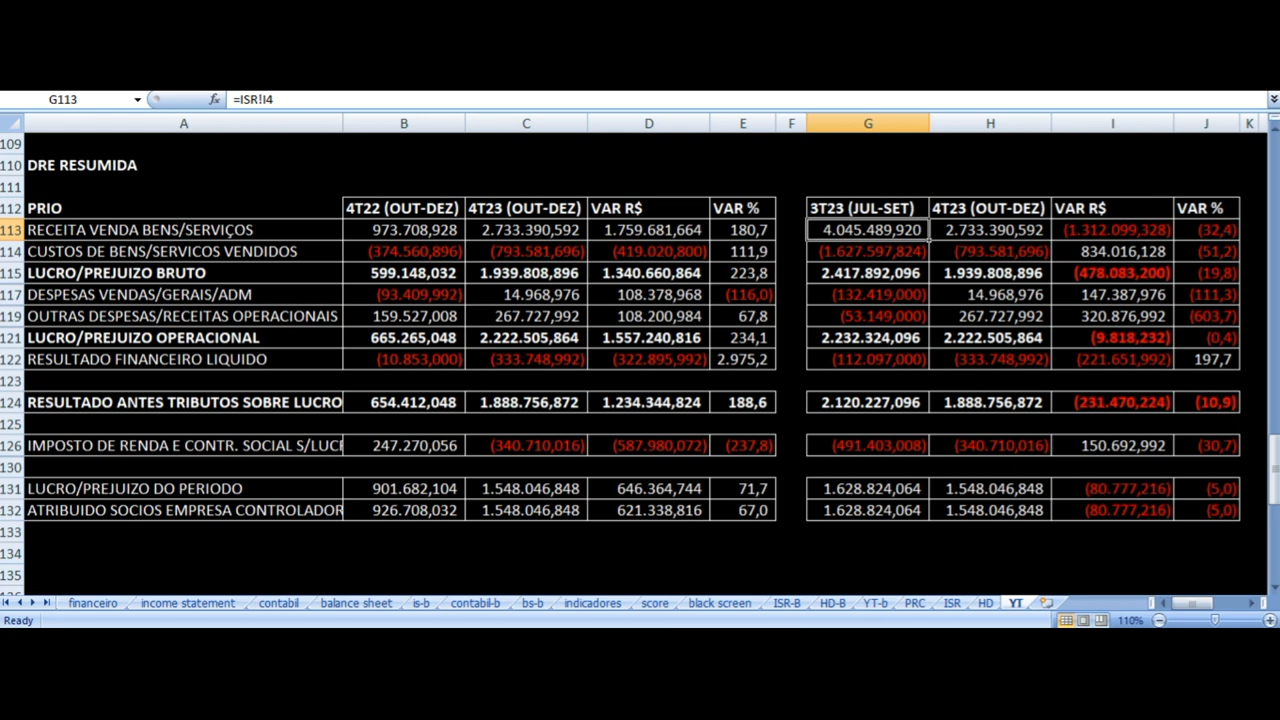 G113 fx =ISR!I4
A B C D E F G H I J K
109
110 DRE RESUMIDA
111
112 PRIO 4T22 (OUT-DEZ) 4T23 (OUT-DEZ) VAR R$ VAR % 3T23 (JUL-SET) 4T23 (OUT-DEZ) VAR R$ VAR %
113 RECEITA VENDA BENS/SERVIÇOS 973.708,928 2.733.390,592 1.759.681,664 180,7 4.045.489,920 2.733.390,592 (1.312.099,328) (32,4)
114 CUSTOS DE BENS/SERVICOS VENDIDOS (374.560,896) (793.581,696) (419.020,800) 111,9 (1.627.597,824) (793.581,696) 834.016,128 (51,2)
115 LUCRO/PREJUIZO BRUTO 599.148,032 1.939.808,896 1.340.660,864 223,8 2.417.892,096 1.939.808,896 (478.083,200) (19,8)
117 DESPESAS VENDAS/GERAIS/ADM (93.409,992) 14.968,976 108.378,968 (116,0) (132.419,000) 14.968,976 147.387,976 (111,3)
119 OUTRAS DESPESAS/RECEITAS OPERACIONAIS 159.527,008 267.727,992 108.200,984 67,8 (53.149,000) 267.727,992 320.876,992 (603,7)
121 LUCRO/PREJUIZO OPERACIONAL 665.265,048 2.222.505,864 1.557.240,816 234,1 2.232.324,096 2.222.505,864 (9.818,232) (0,4)
122 RESULTADO FINANCEIRO LIQUIDO (10.853,000) (333.748,992) (322.895,992) 2.975,2 (112.097,000) (333.748,992) (221.651,992) 197,7
123
124 RESULTADO ANTES TRIBUTOS SOBRE LUCRO 654.412,048 1.888.756,872 1.234.344,824 188,6 2.120.227,096 1.888.756,872 (231.470,224) (10,9)
125
126 IMPOSTO DE RENDA E CONTR. SOCIAL S/LUCR 247.270,056 (340.710,016) (587.980,072) (237,8) (491.403,008) (340.710,016) 150.692,992 (30,7)
130
131 LUCRO/PREJUIZO DO PERIODO 901.682,104 1.548.046,848 646.364,744 71,7 1.628.824,064 1.548.046,848 (80.777,216) (5,0)
132 ATRIBUIDO SOCIOS EMPRESA CONTROLADOR 926.708,032 1.548.046,848 621.338,816 67,0 1.628.824,064 1.548.046,848 (80.777,216) (5,0)
133
134
135
financeiro income statement contabil balance sheet is-b contabil-b bs-b indicadores score black screen ISR-B HD-B YT-b PRC ISR HD YT
Ready 110%